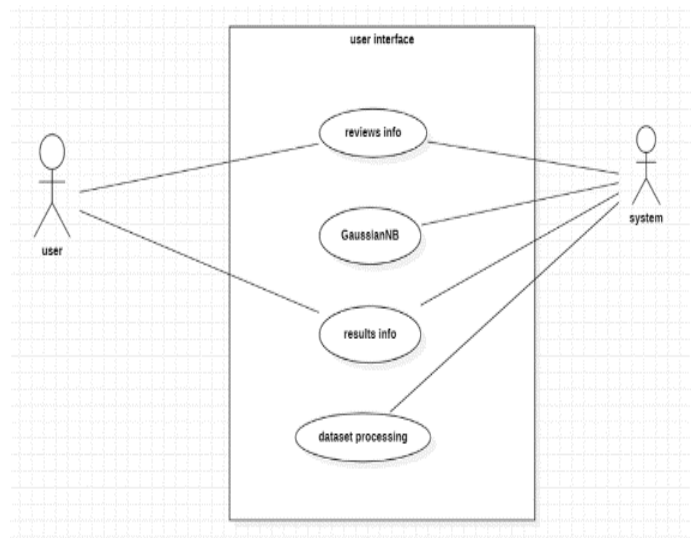 user interface
reviews info
GaussianNB
results info
dataset processing
user
system